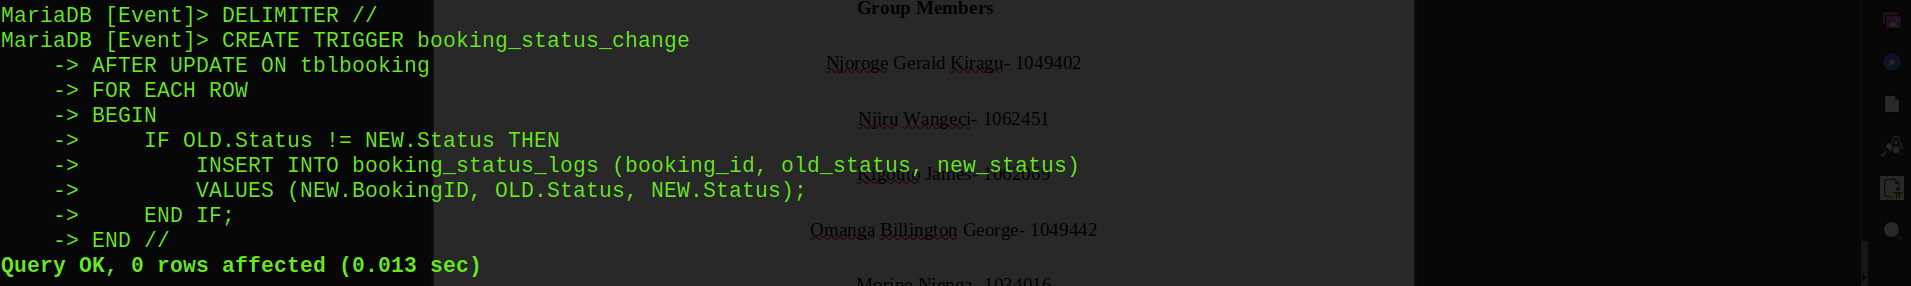 MariaDB [Event]> DELIMITER //
MariaDB [Event]> CREATE TRIGGER booking_status_change
    -> AFTER UPDATE ON tblbooking
    -> FOR EACH ROW
    -> BEGIN
    ->     IF OLD.Status != NEW.Status THEN
    ->         INSERT INTO booking_status_logs (booking_id, old_status, new_status)
    ->         VALUES (NEW.BookingID, OLD.Status, NEW.Status);
    ->     END IF;
    -> END //
Query OK, 0 rows affected (0.013 sec)
Group Members
Njoroge Gerald Kiragu- 1049402
Njiru Wangeci- 1062451
James- 1062089
Omanga Billington George- 1049442
Njenga- 1034016